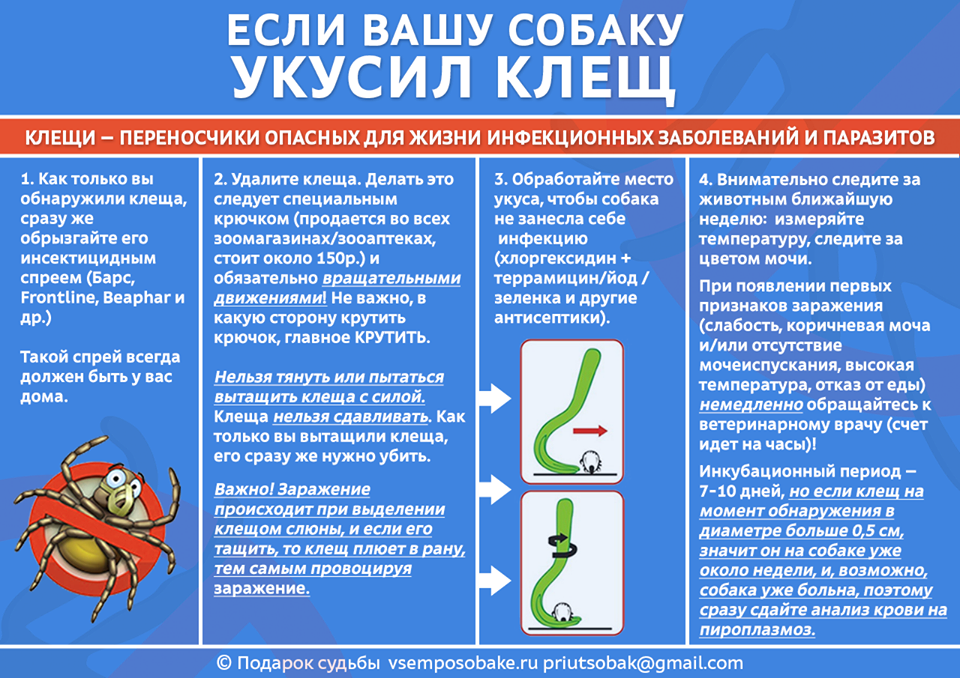 ЕСЛИ ВАШУ СОБАКУ
УКУСИЛ КЛЕЩ
КЛЕЩИ – ПЕРЕНОСЧИКИ ОПАСНЫХ ДЛЯ ЖИЗНИ ИНФЕКЦИОННЫХ ЗАБОЛЕВАНИЙ И ПАРАЗИТОВ
1. Как только вы
обнаружили клеща,
сразу же
обрызгайте его
инсектицидным
спреем (Барс,
Frontline, Beaphar и
др.)
Такой спрей всегда
должен быть у вас
дома.
2. Удалите клеща. Делать это
следует специальным
крючком (продается во всех
зоомагазинах/зооаптеках,
стоит около 150р.) и
обязательно вращательными
движениями! Не важно, в
какую сторону крутить
крючок, главное КРУТИТЬ.
Нельзя тянуть или пытаться
вытащить клеща с силой.
Клеща нельзя сдавливать. Как
только вы вытащили клеща,
его сразу же нужно убить.
Важно! Заражение
происходит при выделении
клещом слюны, и если его
тащить, то клещ плюет в рану,
тем самым провоцируя
заражение.
3. Обработайте место
укуса, чтобы собака
не занесла себе
инфекцию
(хлоргексидин +
террамицин/йод /
зеленка и другие
антисептики).
4. Внимательно следите за
животным ближайшую
неделю: измеряйте
температуру, следите за
цветом мочи.
При появлении первых
признаков заражения
(слабость, коричневая моча
и/или отсутствие
мочеиспускания, высокая
температура, отказ от еды)
немедленно обращайтесь к
ветеринарному врачу (счет
идет на часы)!
Инкубационный период –
7-10 дней, но если клещ на
момент обнаружения в
диаметре больше 0,5 см,
значит он на собаке уже
около недели, и, возможно,
собака уже больна, поэтому
сразу сдайте анализ крови на
пироплазмоз.
© Подарок судьбы vsemposobake.ru priutsobak@gmail.com